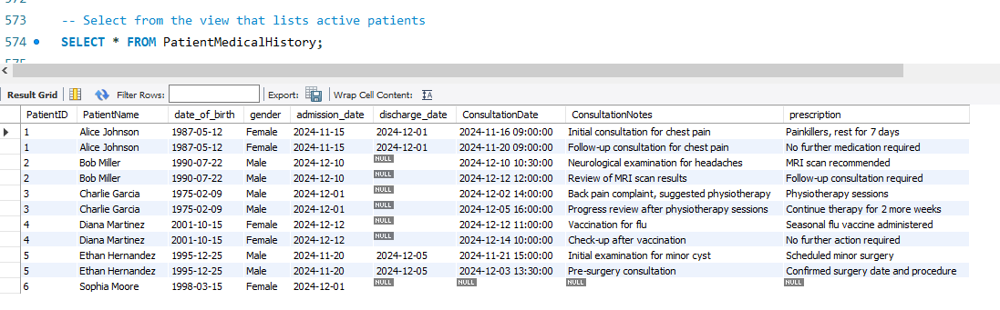 573 -- Select from the view that lists active patients
574 SELECT * FROM PatientMedicalHistory;
Result Grid Filter Rows: Export: Wrap Cell Content:
PatientID PatientName date_of_birth gender admission_date discharge_date ConsultationDate ConsultationNotes prescription
1 Alice Johnson 1987-05-12 Female 2024-11-15 2024-12-01 2024-11-16 09:00:00 Initial consultation for chest pain Painkillers, rest for 7 days
1 Alice Johnson 1987-05-12 Female 2024-11-15 2024-12-01 2024-11-20 09:00:00 Follow-up consultation for chest pain No further medication required
2 Bob Miller 1990-07-22 Male 2024-12-10 NULL 2024-12-10 10:30:00 Neurological examination for headaches MRI scan recommended
2 Bob Miller 1990-07-22 Male 2024-12-10 NULL 2024-12-12 12:00:00 Review of MRI scan results Follow-up consultation required
3 Charlie Garcia 1975-02-09 Male 2024-12-01 NULL 2024-12-02 14:00:00 Back pain complaint, suggested physiotherapy Physiotherapy sessions
3 Charlie Garcia 1975-02-09 Male 2024-12-01 NULL 2024-12-05 16:00:00 Progress review after physiotherapy sessions Continue therapy for 2 more weeks
4 Diana Martinez 2001-10-15 Female 2024-12-12 NULL 2024-12-12 11:00:00 Vaccination for flu Seasonal flu vaccine administered
4 Diana Martinez 2001-10-15 Female 2024-12-12 NULL 2024-12-14 10:00:00 Check-up after vaccination No further action required
5 Ethan Hernandez 1995-12-25 Male 2024-11-20 2024-12-05 2024-11-21 15:00:00 Initial examination for minor cyst Scheduled minor surgery
5 Ethan Hernandez 1995-12-25 Male 2024-11-20 2024-12-05 2024-12-03 13:30:00 Pre-surgery consultation Confirmed surgery date and procedure
6 Sophia Moore 1998-03-15 Female 2024-12-01 NULL NULL NULL NULL